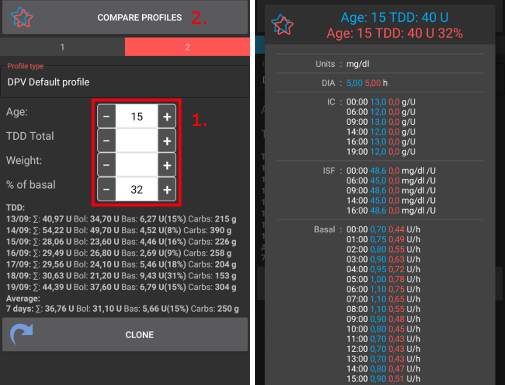 COMPARE PROFILES
2.
1
2
Profile type
DPV Default profile
1.
Age:
−
15
+
TDD Total
−
+
Weight:
−
+
% of basal
−
32
+
TDD:
13/09: ∑: 40,97 U Bol: 34,70 U Bas: 6,27 U(15%) Carbs: 215 g
14/09: ∑: 54,22 U Bol: 49,70 U Bas: 4,52 U(8%) Carbs: 390 g
15/09: ∑: 28,06 U Bol: 23,60 U Bas: 4,46 U(16%) Carbs: 226 g
16/09: ∑: 29,49 U Bol: 26,80 U Bas: 2,69 U(9%) Carbs: 258 g
17/09: ∑: 29,56 U Bol: 24,10 U Bas: 5,46 U(18%) Carbs: 204 g
18/09: ∑: 30,63 U Bol: 21,20 U Bas: 9,43 U(31%) Carbs: 153 g
19/09: ∑: 44,39 U Bol: 37,60 U Bas: 6,79 U(15%) Carbs: 304 g
Average:
7 days: ∑: 36,76 U Bol: 31,10 U Bas: 5,66 U(15%) Carbs: 250 g
CLONE
Age: 15 TDD: 40 U
Age: 15 TDD: 40 U 32%
Units : mg/dl
DIA : 5,00 5,00 h
IC : 00:00 13,0 0,0 g/U
06:00 12,0 0,0 g/U
09:00 13,0 0,0 g/U
14:00 12,0 0,0 g/U
16:00 13,0 0,0 g/U
19:00 12,0 0,0 g/U
ISF : 00:00 48,6 0,0 mg/dl /U
06:00 45,0 0,0 mg/dl /U
09:00 48,6 0,0 mg/dl /U
14:00 45,0 0,0 mg/dl /U
16:00 48,6 0,0 mg/dl /U
Basal : 00:00 0,70 0,44 U/h
01:00 0,75 0,49 U/h
02:00 0,80 0,55 U/h
03:00 0,90 0,63 U/h
04:00 0,95 0,72 U/h
05:00 1,10 0,78 U/h
06:00 1,10 0,75 U/h
07:00 1,10 0,65 U/h
08:00 1,10 0,55 U/h
09:00 0,90 0,48 U/h
10:00 0,80 0,45 U/h
11:00 0,70 0,43 U/h
12:00 0,70 0,43 U/h
13:00 0,70 0,43 U/h
14:00 0,80 0,47 U/h
15:00 0,90 0,51 U/h